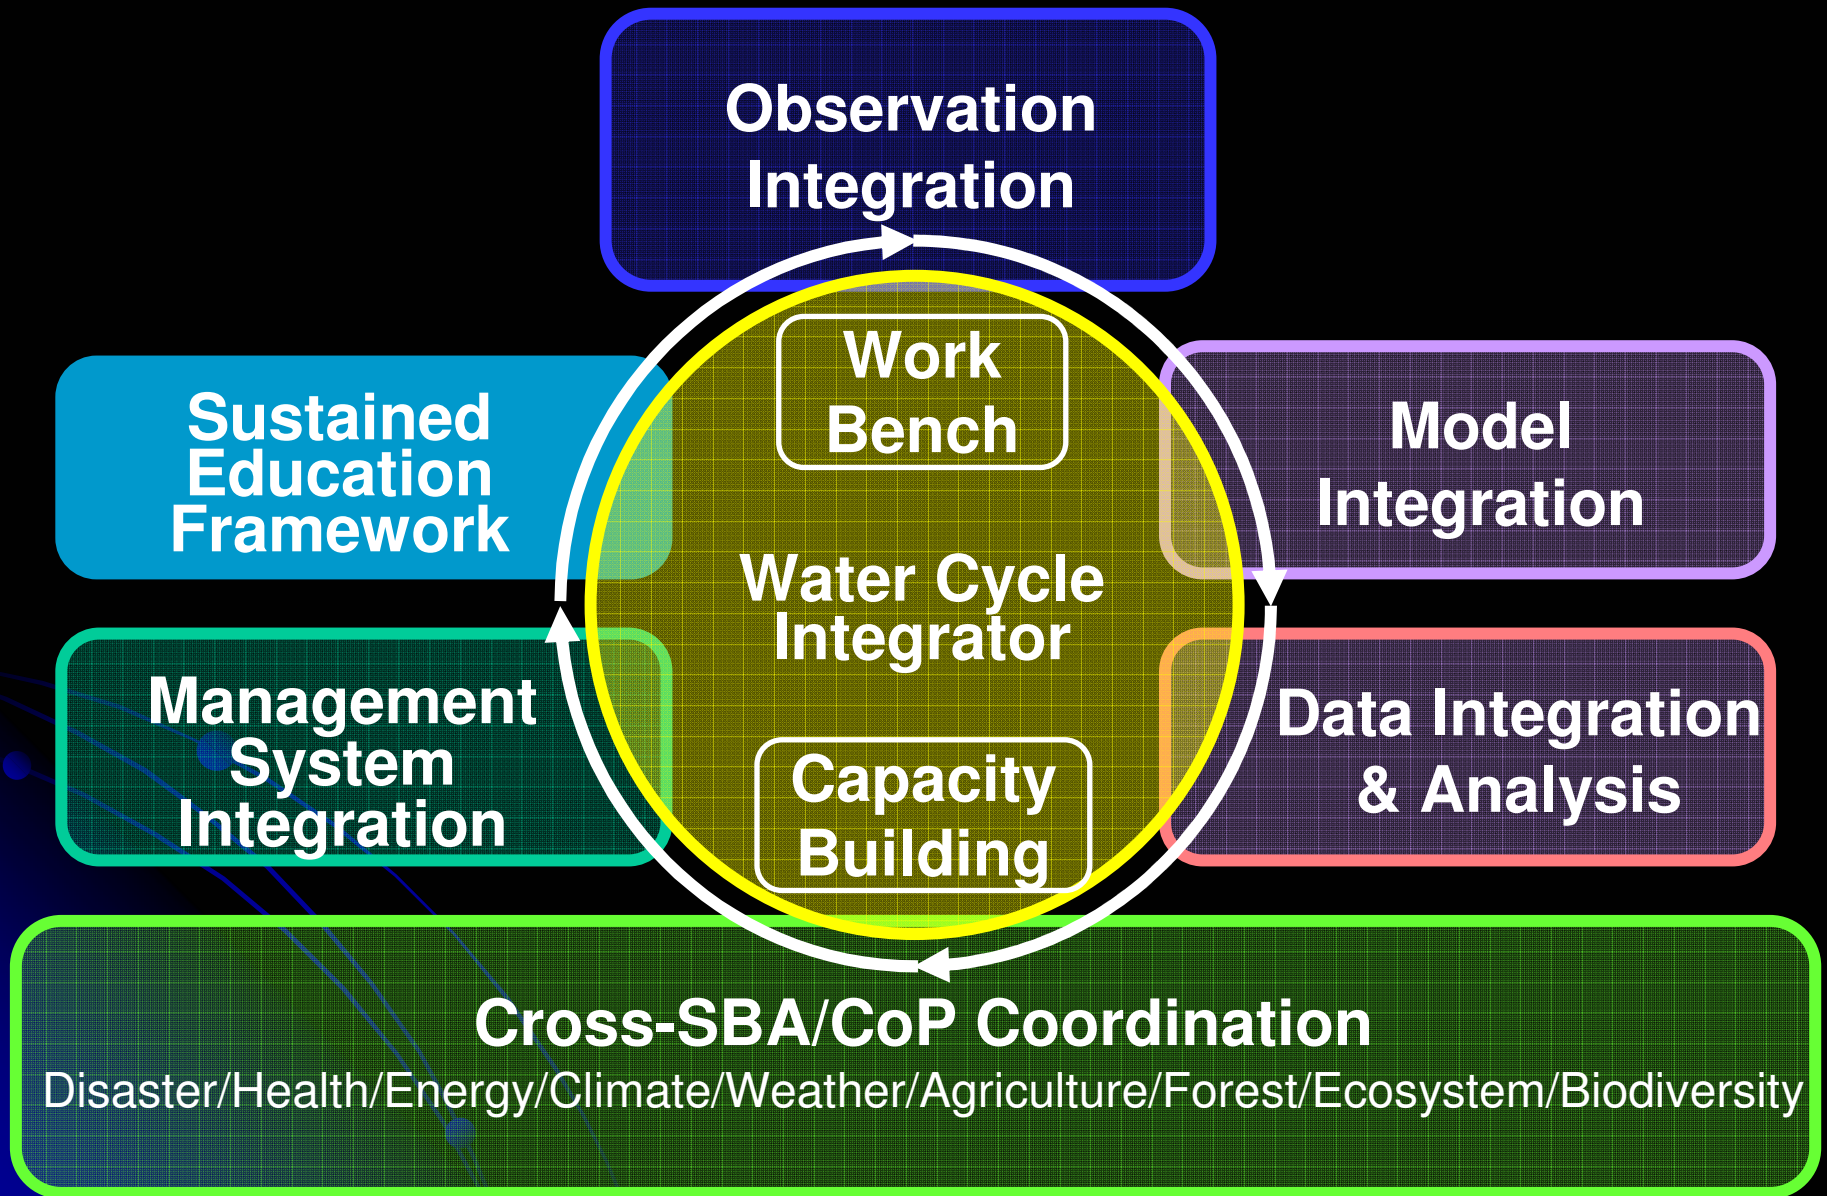 Observation
Integration
Work
Bench
Sustained
Education
Framework
Model
Integration
Water Cycle
Integrator
Management
System
Integration
Data Integration
& Analysis
Capacity
Building
Cross-SBA/CoP Coordination
Disaster/Health/Energy/Climate/Weather/Agriculture/Forest/Ecosystem/Biodiversity